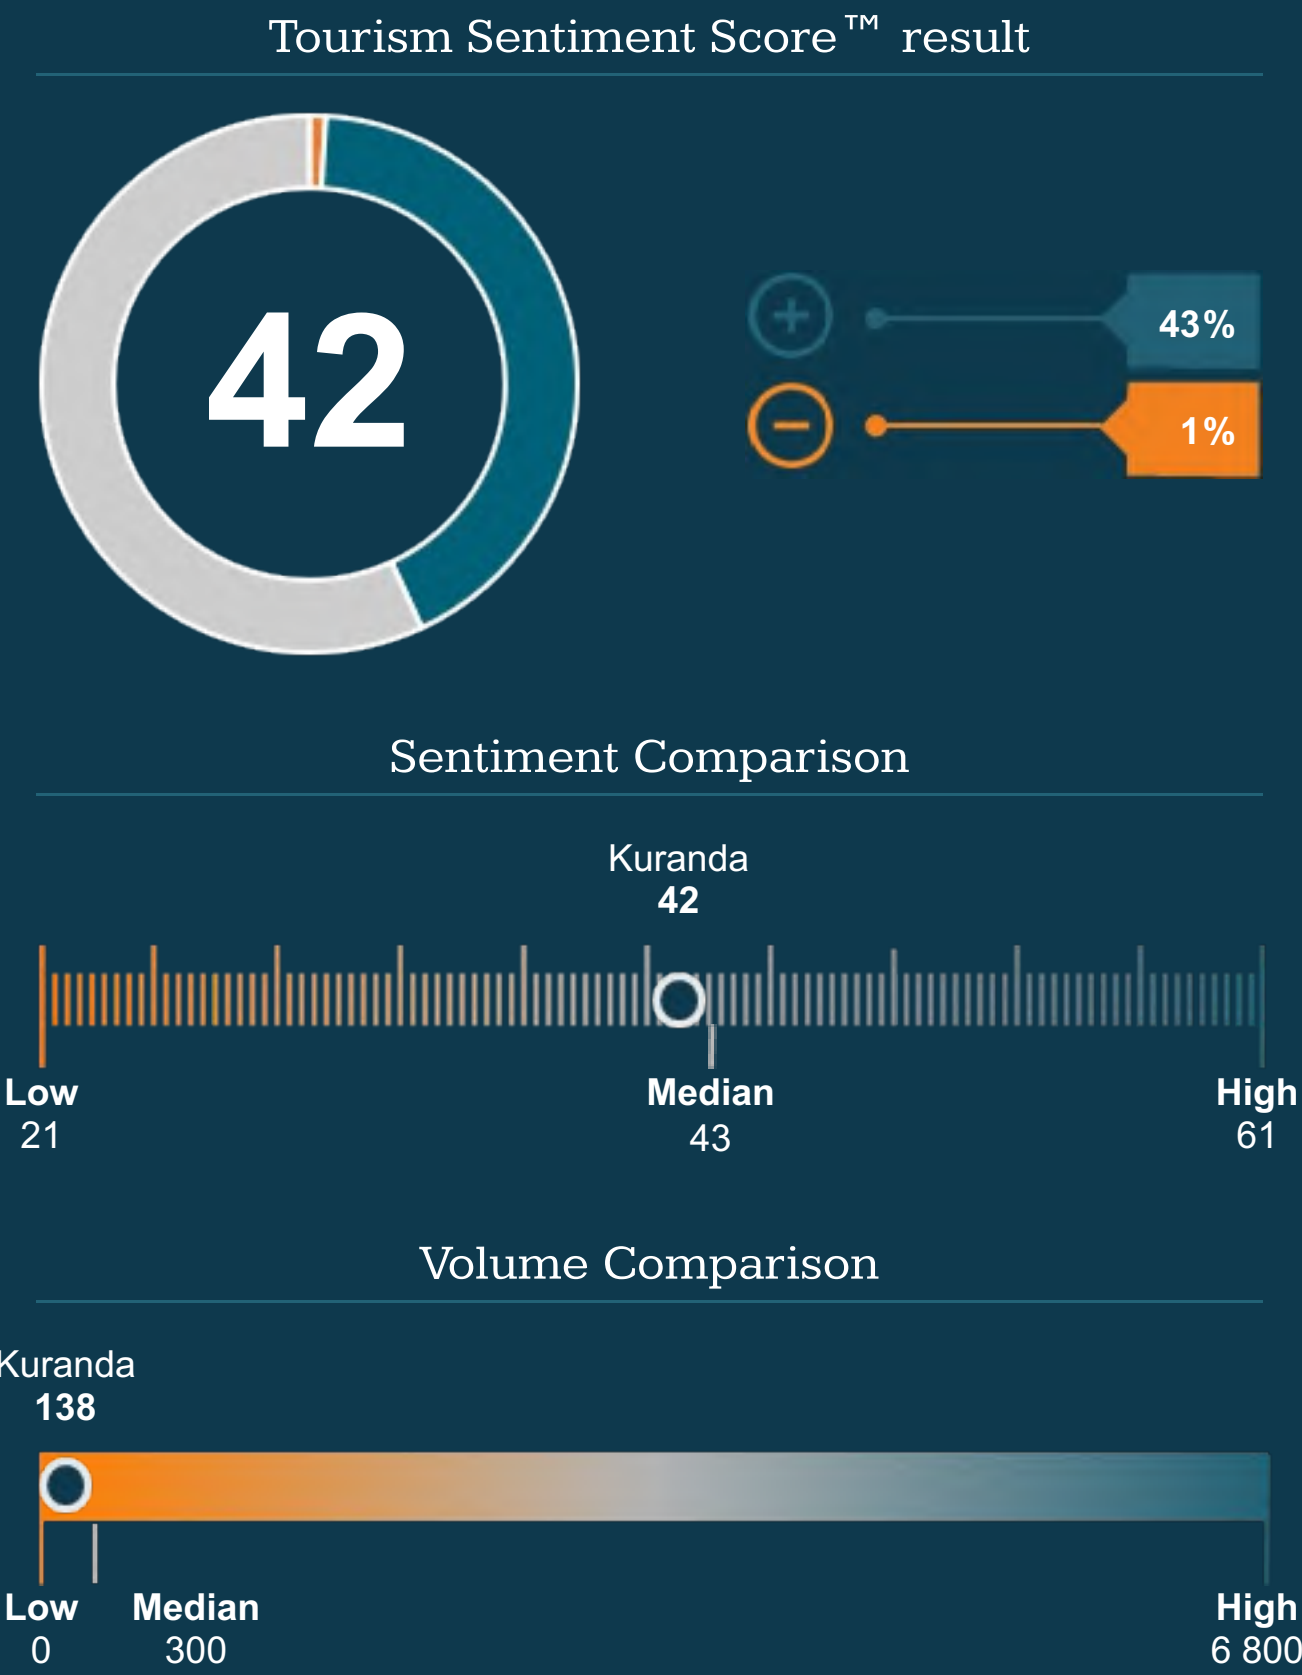 Tourism Sentiment Score™ result
42
+
43%
−
1%
Sentiment Comparison
Kuranda
42
Low
Median
High
21
43
61
Volume Comparison
Kuranda
138
Low
Median
High
0
300
6 800